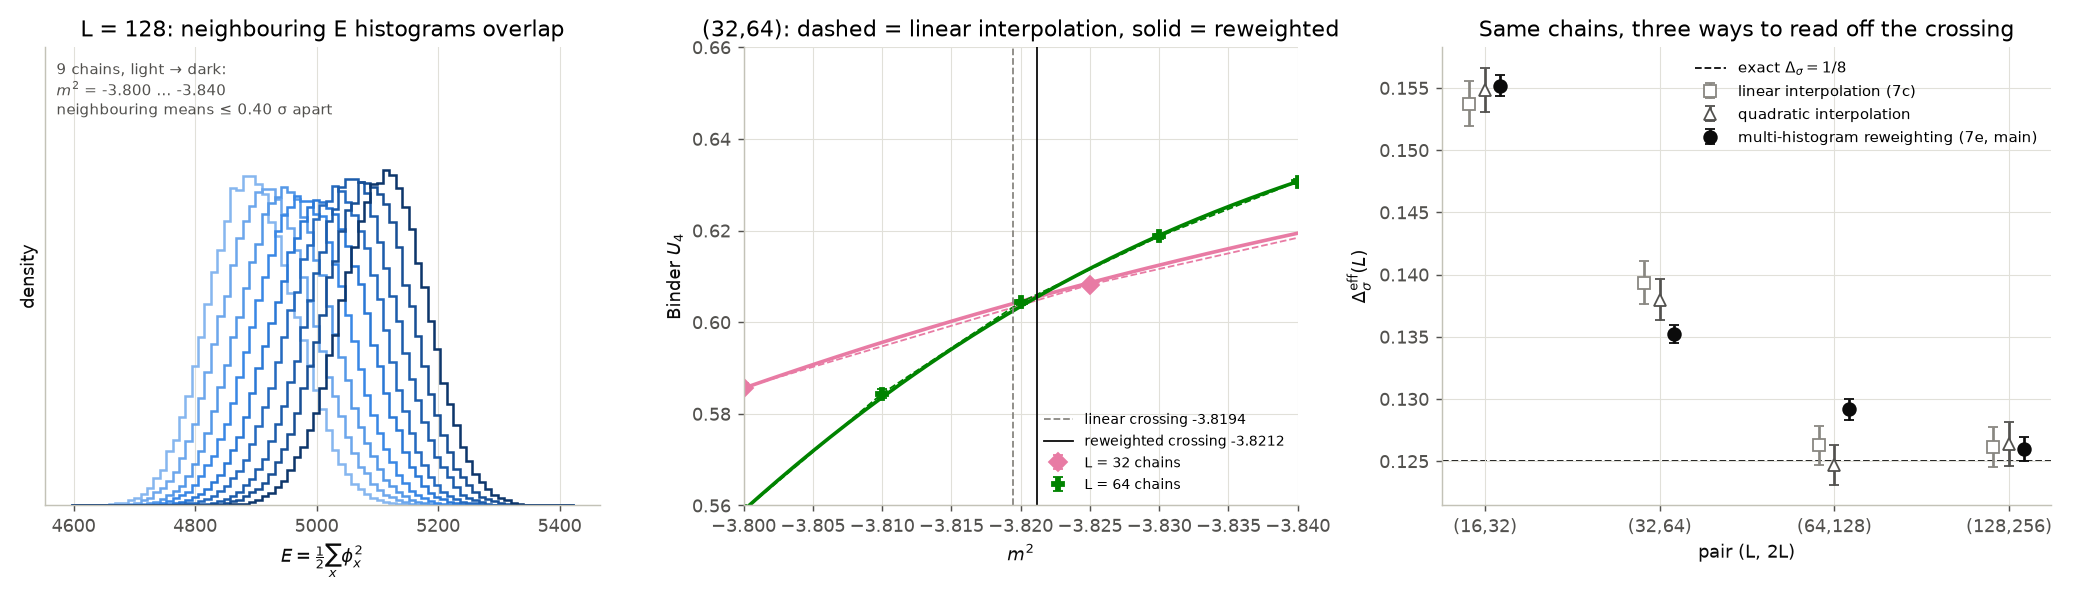 L = 128: neighbouring E histograms overlap
9 chains, light → dark:
m² = -3.800 ... -3.840
neighbouring means ≤ 0.40 σ apart
density
4600 4800 5000 5200 5400
E = ½∑ₓϕₓ²
(32,64): dashed = linear interpolation, solid = reweighted
0.66
0.64
0.62
0.60
0.58
0.56
Binder U₄
linear crossing -3.8194
reweighted crossing -3.8212
L = 32 chains
L = 64 chains
−3.800 −3.805 −3.810 −3.815 −3.820 −3.825 −3.830 −3.835 −3.840
m²
Same chains, three ways to read off the crossing
exact Δσ = 1/8
linear interpolation (7c)
quadratic interpolation
multi-histogram reweighting (7e, main)
0.155
0.150
0.145
0.140
0.135
0.130
0.125
Δσ^eff(L)
(16,32) (32,64) (64,128) (128,256)
pair (L, 2L)